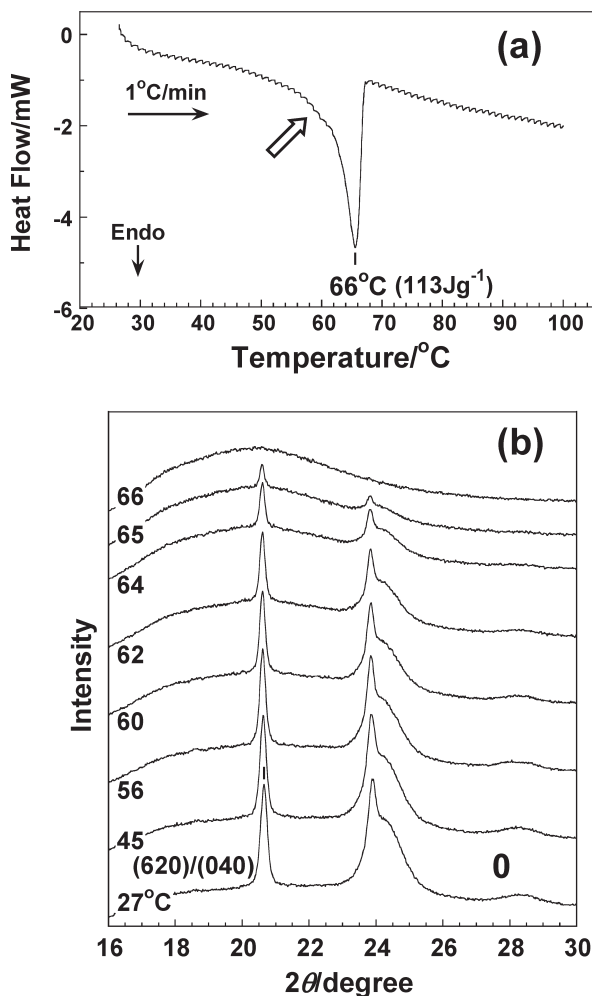 (a)
0
-2
-4
-6
Heat Flow/mW
1°C/min
Endo
66°C (113Jg⁻¹)
20 30 40 50 60 70 80 90 100
Temperature/°C
(b)
66
65
64
62
60
56
45
(620)/(040)
0
27°C
Intensity
16 18 20 22 24 26 28 30
2θ/degree